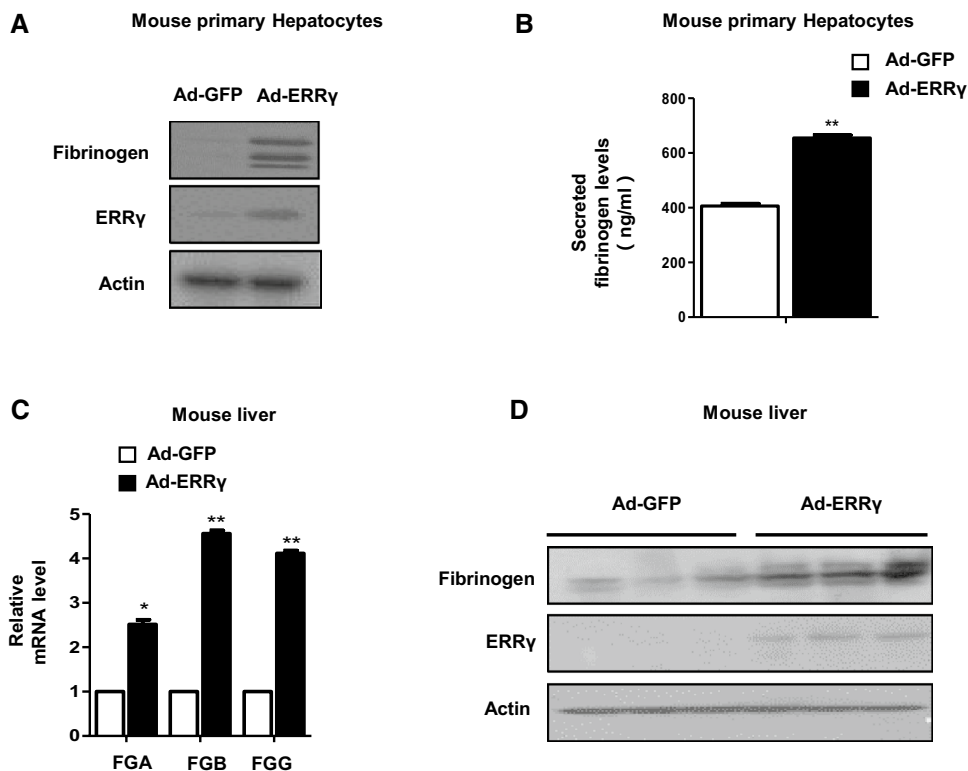 A
Mouse primary Hepatocytes
Ad-GFP Ad-ERRγ
Fibrinogen
ERRγ
Actin
B
Mouse primary Hepatocytes
Ad-GFP
Ad-ERRγ
Secreted
fibrinogen levels
( ng/ml )
800
600
400
200
0
**
C
Mouse liver
Ad-GFP
Ad-ERRγ
Relative
mRNA level
5
4
3
2
1
0
*
**
**
FGA FGB FGG
D
Mouse liver
Ad-GFP Ad-ERRγ
Fibrinogen
ERRγ
Actin